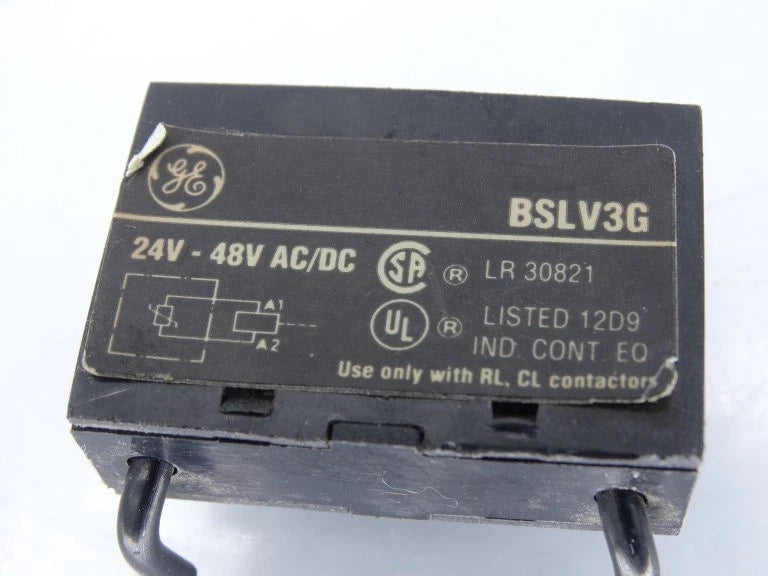 GE
BSLV3G
24V - 48V AC/DC
SA ® LR 30821
UL ® LISTED 12D9
IND. CONT. EQ
A1
A2
Use only with RL, CL contactors